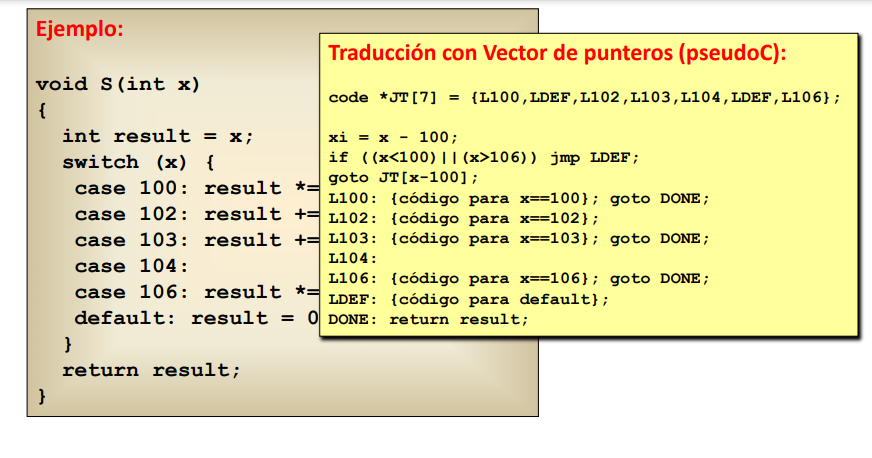 Ejemplo:
void S(int x)
{
int result = x;
switch (x) {
case 100: result *=
case 102: result +=
case 103: result +=
case 104:
case 106: result *=
default: result = 0
}
return result;
}
Traducción con Vector de punteros (pseudoC):
code *JT[7] = {L100,LDEF,L102,L103,L104,LDEF,L106};
xi = x - 100;
if ((x<100)||(x>106)) jmp LDEF;
goto JT[x-100];
L100: {código para x==100}; goto DONE;
L102: {código para x==102};
L103: {código para x==103}; goto DONE;
L104:
L106: {código para x==106}; goto DONE;
LDEF: {código para default};
DONE: return result;